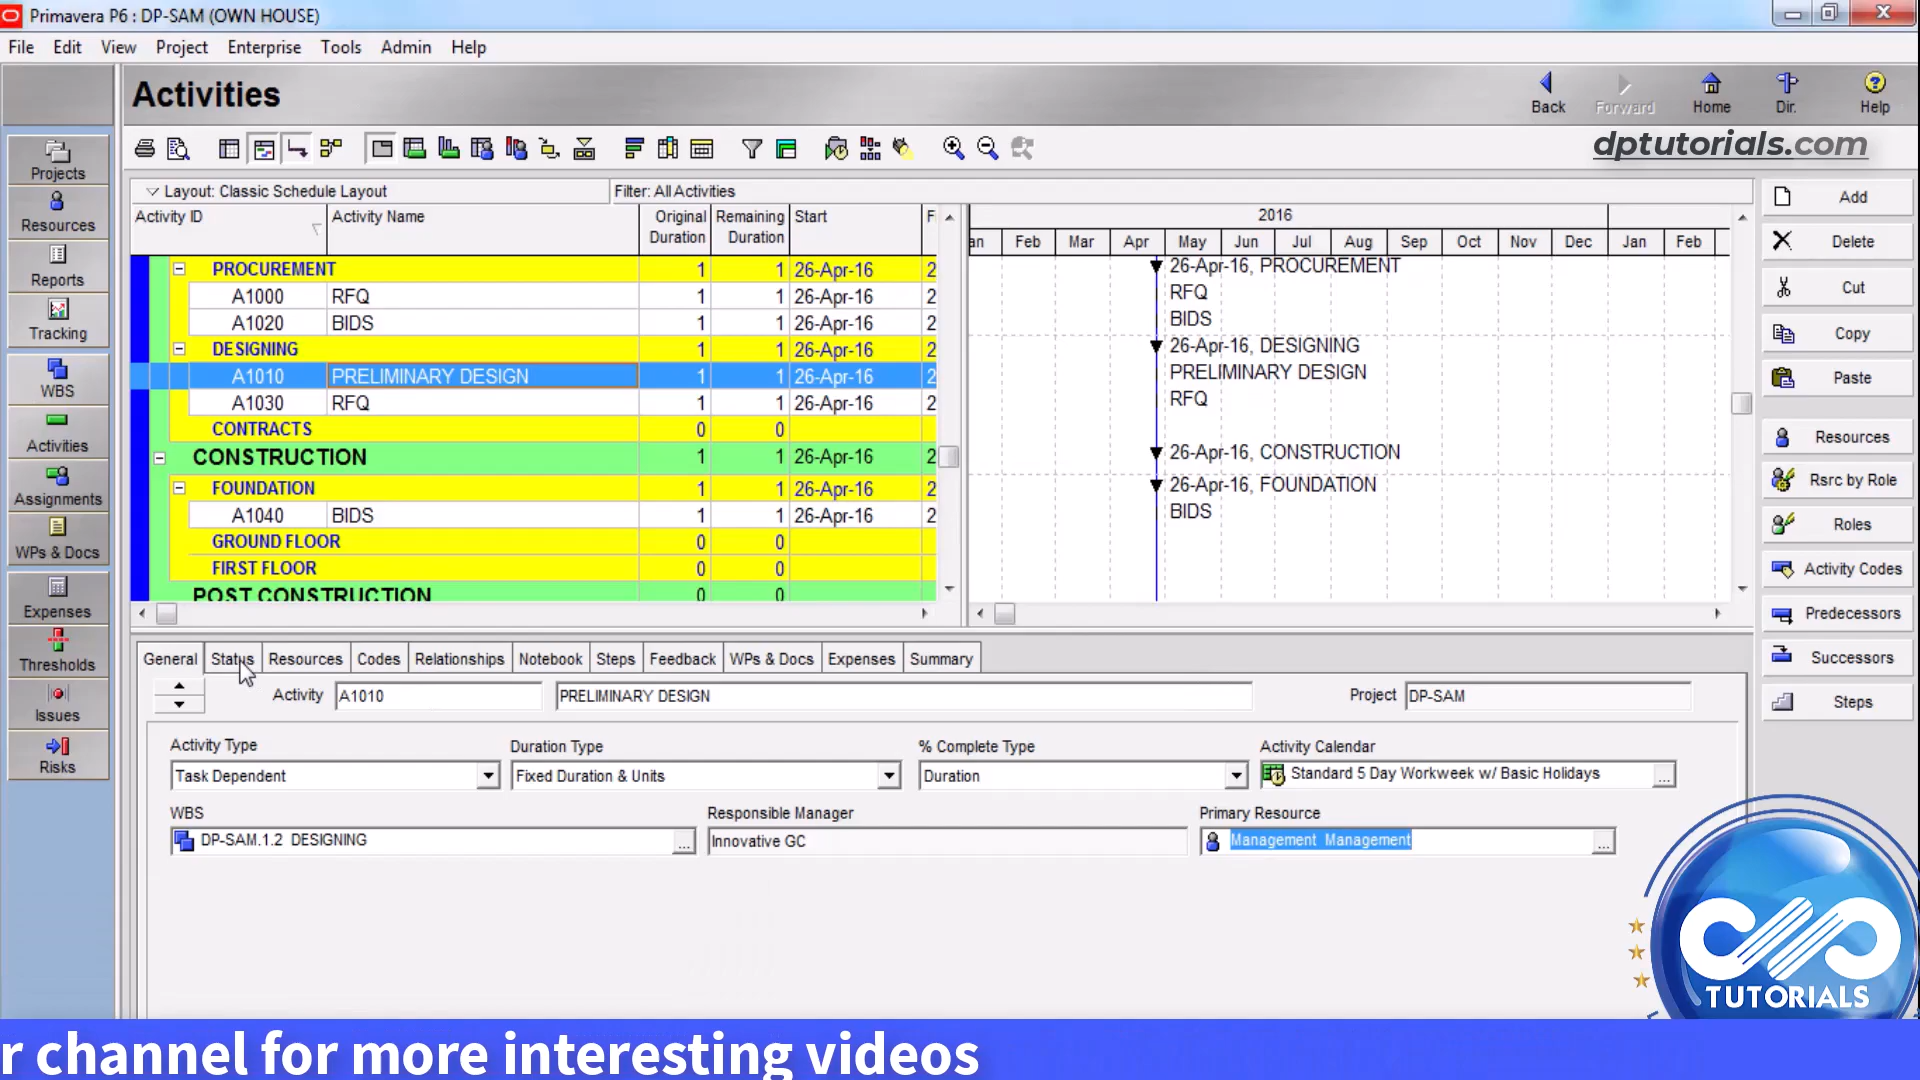 Primavera P6 : DP-SAM (OWN HOUSE)
File Edit View Project Enterprise Tools Admin Help
Activities
Back Forward Home Dir. Help
dptutorials.com
Projects
Resources
Reports
Tracking
WBS
Activities
Assignments
WPs & Docs
Expenses
Thresholds
Issues
Risks
Layout: Classic Schedule Layout Filter: All Activities
Activity ID Activity Name Original Duration Remaining Duration Start F
PROCUREMENT 1 1 26-Apr-16 2
A1000 RFQ 1 1 26-Apr-16 2
A1020 BIDS 1 1 26-Apr-16 2
DESIGNING 1 1 26-Apr-16 2
A1010 PRELIMINARY DESIGN 1 1 26-Apr-16 2
A1030 RFQ 1 1 26-Apr-16 2
CONTRACTS 0 0
CONSTRUCTION 1 1 26-Apr-16 2
FOUNDATION 1 1 26-Apr-16 2
A1040 BIDS 1 1 26-Apr-16 2
GROUND FLOOR 0 0
FIRST FLOOR 0 0
POST CONSTRUCTION 0 0
2016
an Feb Mar Apr May Jun Jul Aug Sep Oct Nov Dec Jan Feb
26-Apr-16, PROCUREMENT
RFQ
BIDS
26-Apr-16, DESIGNING
PRELIMINARY DESIGN
RFQ
26-Apr-16, CONSTRUCTION
26-Apr-16, FOUNDATION
BIDS
Add
Delete
Cut
Copy
Paste
Resources
Rsrc by Role
Roles
Activity Codes
Predecessors
Successors
Steps
General Status Resources Codes Relationships Notebook Steps Feedback WPs & Docs Expenses Summary
Activity A1010 PRELIMINARY DESIGN Project DP-SAM
Activity Type Duration Type % Complete Type Activity Calendar
Task Dependent Fixed Duration & Units Duration Standard 5 Day Workweek w/ Basic Holidays ...
WBS Responsible Manager Primary Resource
DP-SAM.1.2 DESIGNING ... Innovative GC Management Management ...
TUTORIALS
r channel for more interesting videos